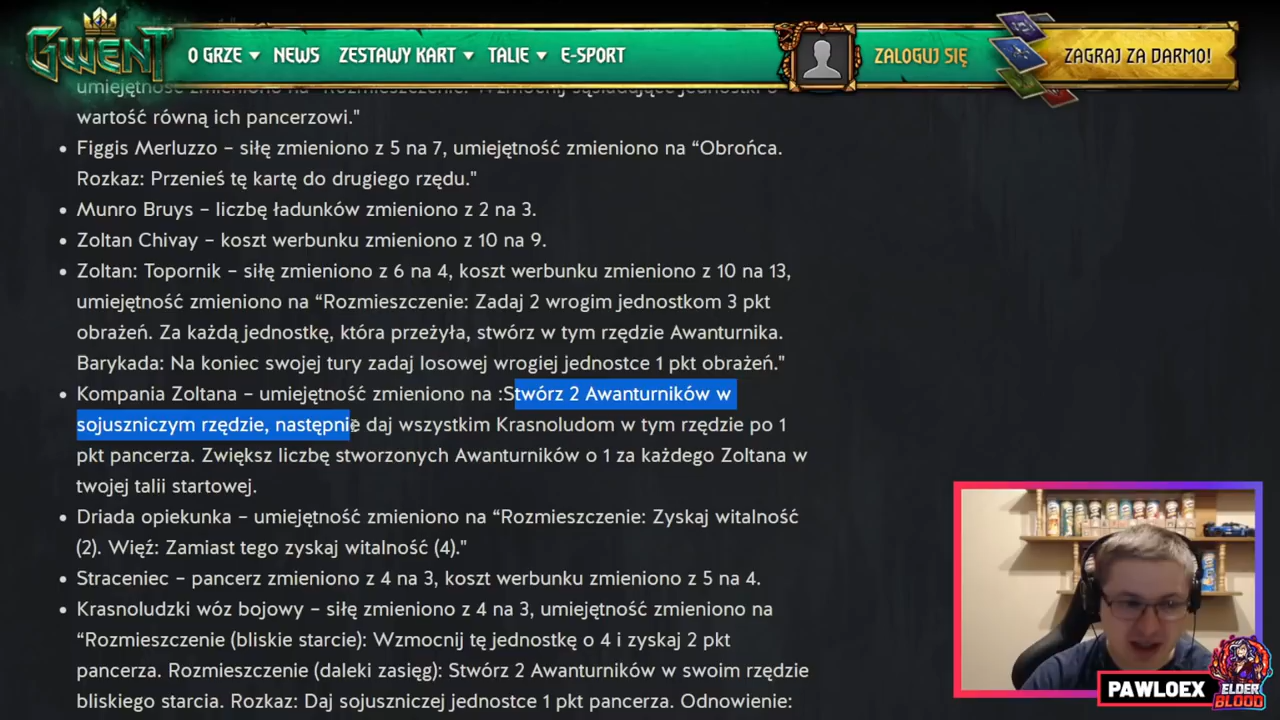 GWENT
O GRZE
NEWS
ZESTAWY KART
TALIE
E-SPORT
ZALOGUJ SIĘ
ZAGRAJ ZA DARMO!
umiejętność zmieniono na “Rozmieszczenie: Wzmocnij sąsiadujące jednostki o
wartość równą ich pancerzowi."
Figgis Merluzzo – siłę zmieniono z 5 na 7, umiejętność zmieniono na “Obrońca.
Rozkaz: Przenieś tę kartę do drugiego rzędu."
Munro Bruys – liczbę ładunków zmieniono z 2 na 3.
Zoltan Chivay – koszt werbunku zmieniono z 10 na 9.
Zoltan: Topornik – siłę zmieniono z 6 na 4, koszt werbunku zmieniono z 10 na 13,
umiejętność zmieniono na “Rozmieszczenie: Zadaj 2 wrogim jednostkom 3 pkt
obrażeń. Za każdą jednostkę, która przeżyła, stwórz w tym rzędzie Awanturnika.
Barykada: Na koniec swojej tury zadaj losowej wrogiej jednostce 1 pkt obrażeń."
Kompania Zoltana – umiejętność zmieniono na :Stwórz 2 Awanturników w
sojuszniczym rzędzie, następnie daj wszystkim Krasnoludom w tym rzędzie po 1
pkt pancerza. Zwiększ liczbę stworzonych Awanturników o 1 za każdego Zoltana w
twojej talii startowej.
Driada opiekunka – umiejętność zmieniono na “Rozmieszczenie: Zyskaj witalność
(2). Więź: Zamiast tego zyskaj witalność (4)."
Straceniec – pancerz zmieniono z 4 na 3, koszt werbunku zmieniono z 5 na 4.
Krasnoludzki wóz bojowy – siłę zmieniono z 4 na 3, umiejętność zmieniono na
“Rozmieszczenie (bliskie starcie): Wzmocnij tę jednostkę o 4 i zyskaj 2 pkt
pancerza. Rozmieszczenie (daleki zasięg): Stwórz 2 Awanturników w swoim rzędzie
bliskiego starcia. Rozkaz: Daj sojuszniczej jednostce 1 pkt pancerza. Odnowienie:
PAWLOEX
ELDER
BLOOD